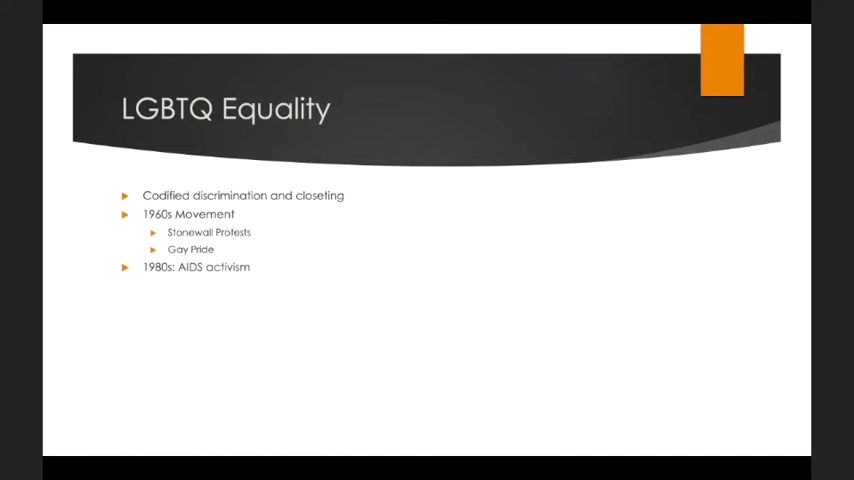 LGBTQ Equality
Codified discrimination and closeting
1960s Movement
Stonewall Protests
Gay Pride
1980s: AIDS activism